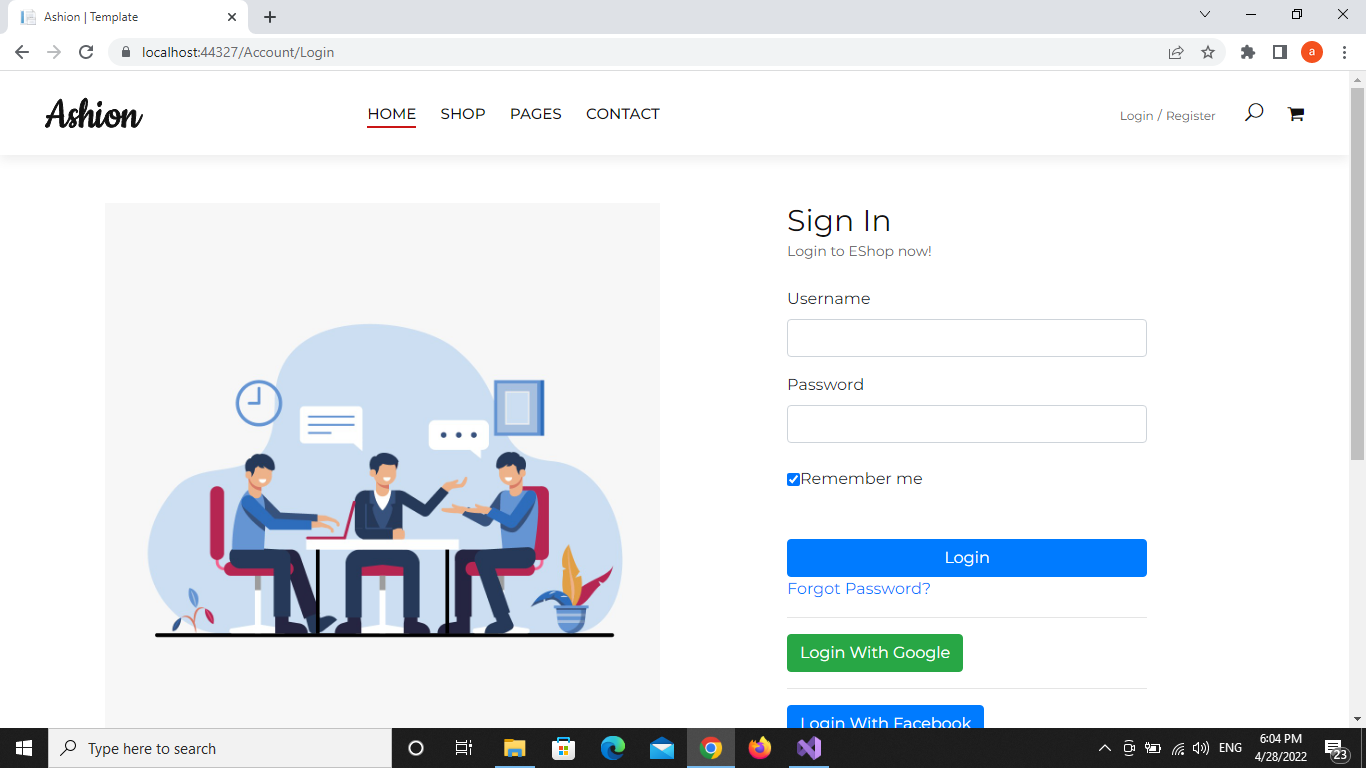 Ashion | Template
localhost:44327/Account/Login
a
Ashion
HOME SHOP PAGES CONTACT
Login / Register
Sign In
Login to EShop now!
Username
Password
Remember me
Login
Forgot Password?
Login With Google
Login With Facebook
Type here to search
ENG
6:04 PM
4/28/2022
23